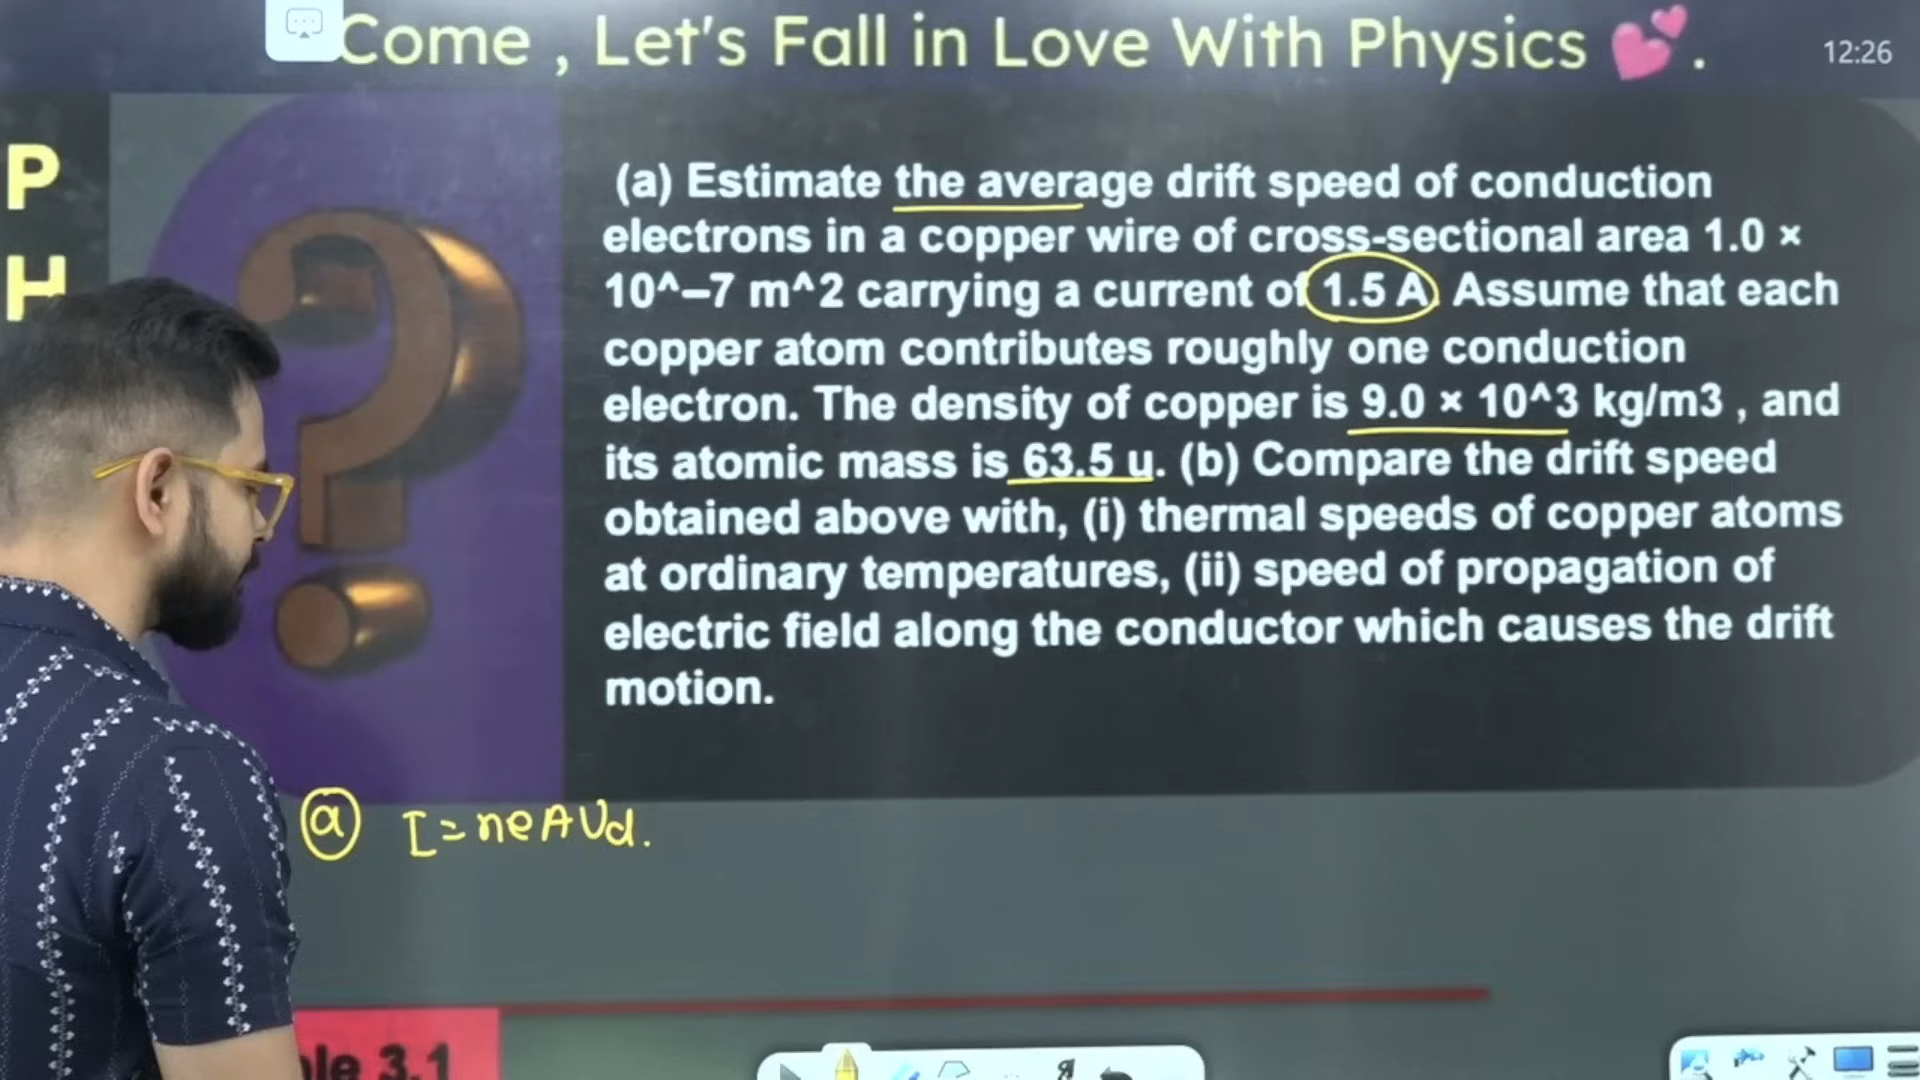 Come , Let's Fall in Love With Physics 💕.
12:26
P
H
(a) Estimate the average drift speed of conduction
electrons in a copper wire of cross-sectional area 1.0 ×
10^–7 m^2 carrying a current of 1.5 A. Assume that each
copper atom contributes roughly one conduction
electron. The density of copper is 9.0 × 10^3 kg/m3 , and
its atomic mass is 63.5 u. (b) Compare the drift speed
obtained above with, (i) thermal speeds of copper atoms
at ordinary temperatures, (ii) speed of propagation of
electric field along the conductor which causes the drift
motion.
(a) I = neAVd.
3.1